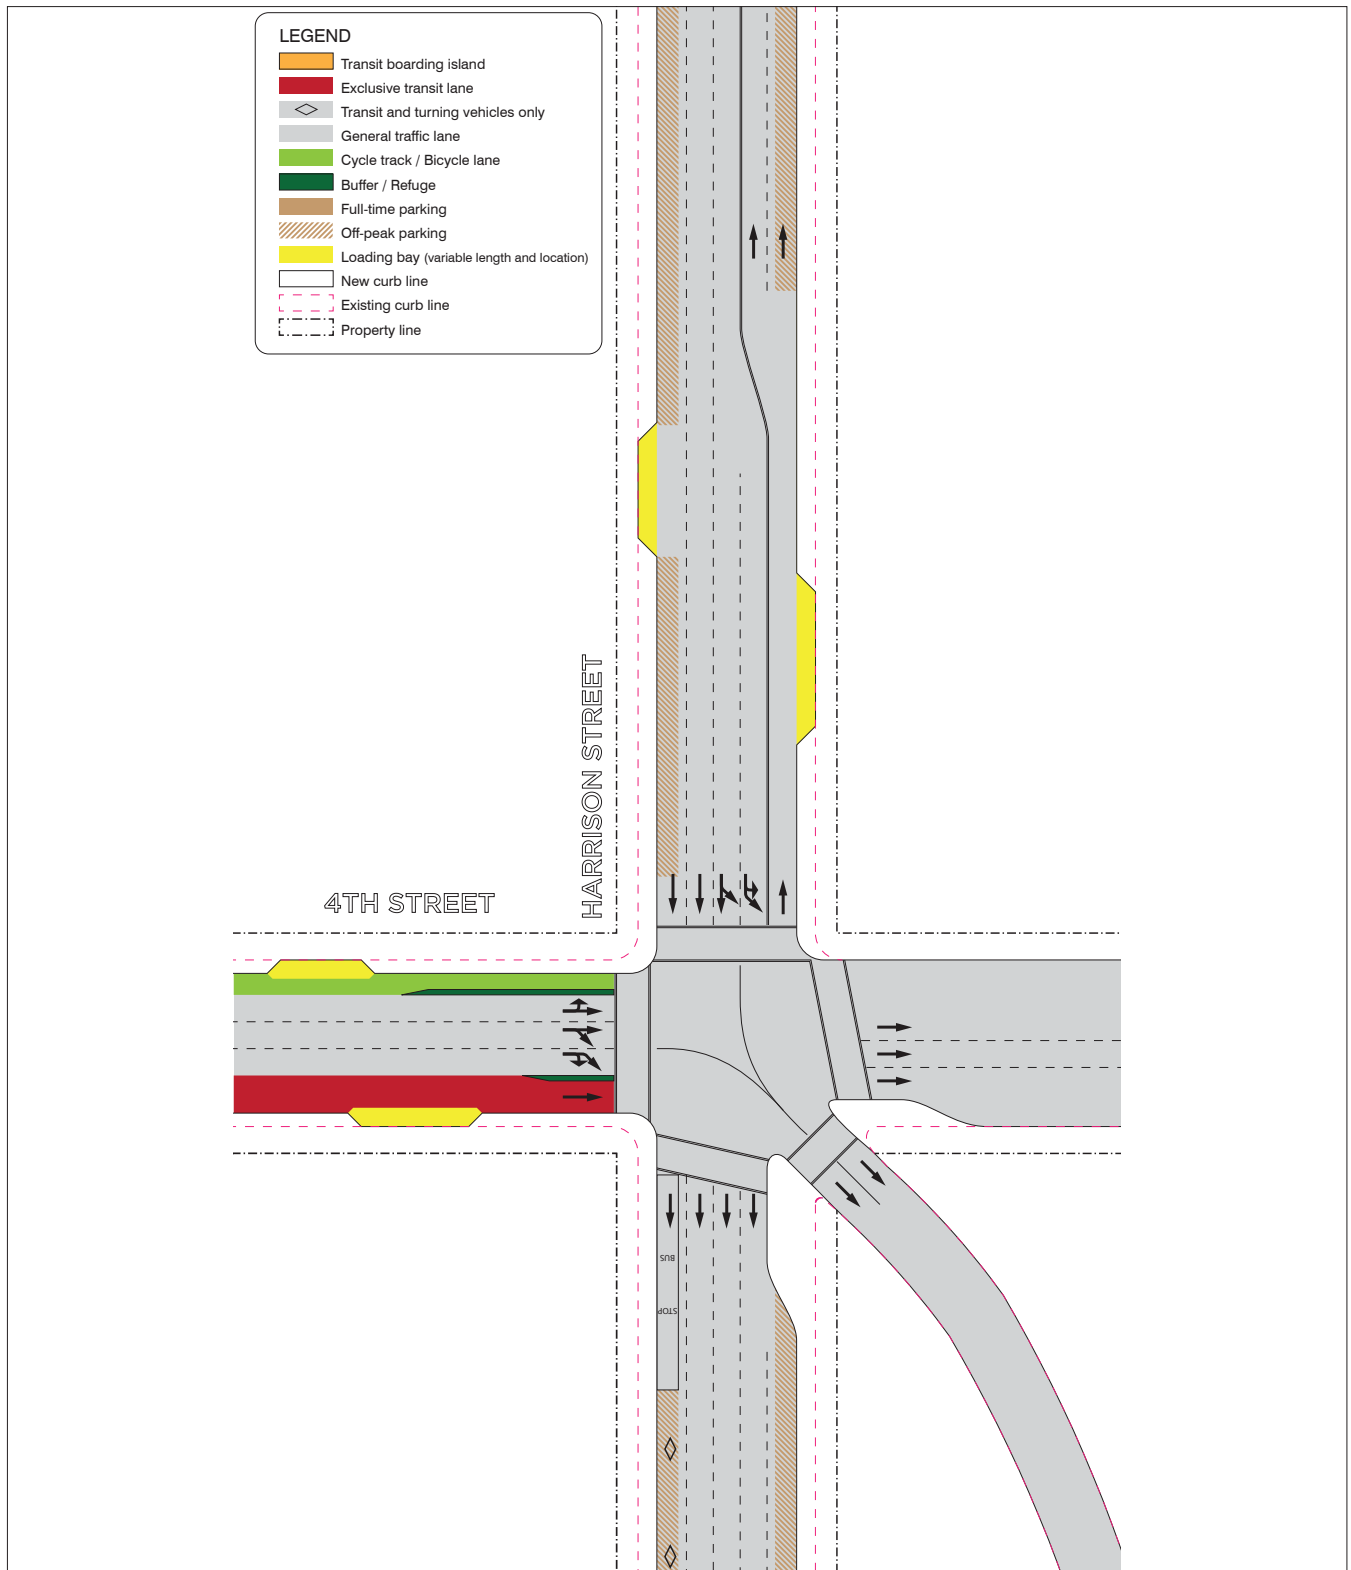 LEGEND
Transit boarding island
Exclusive transit lane
Transit and turning vehicles only
General traffic lane
Cycle track / Bicycle lane
Buffer / Refuge
Full-time parking
Off-peak parking
Loading bay (variable length and location)
New curb line
Existing curb line
Property line
HARRISON STREET
4TH STREET
BUS
STOP